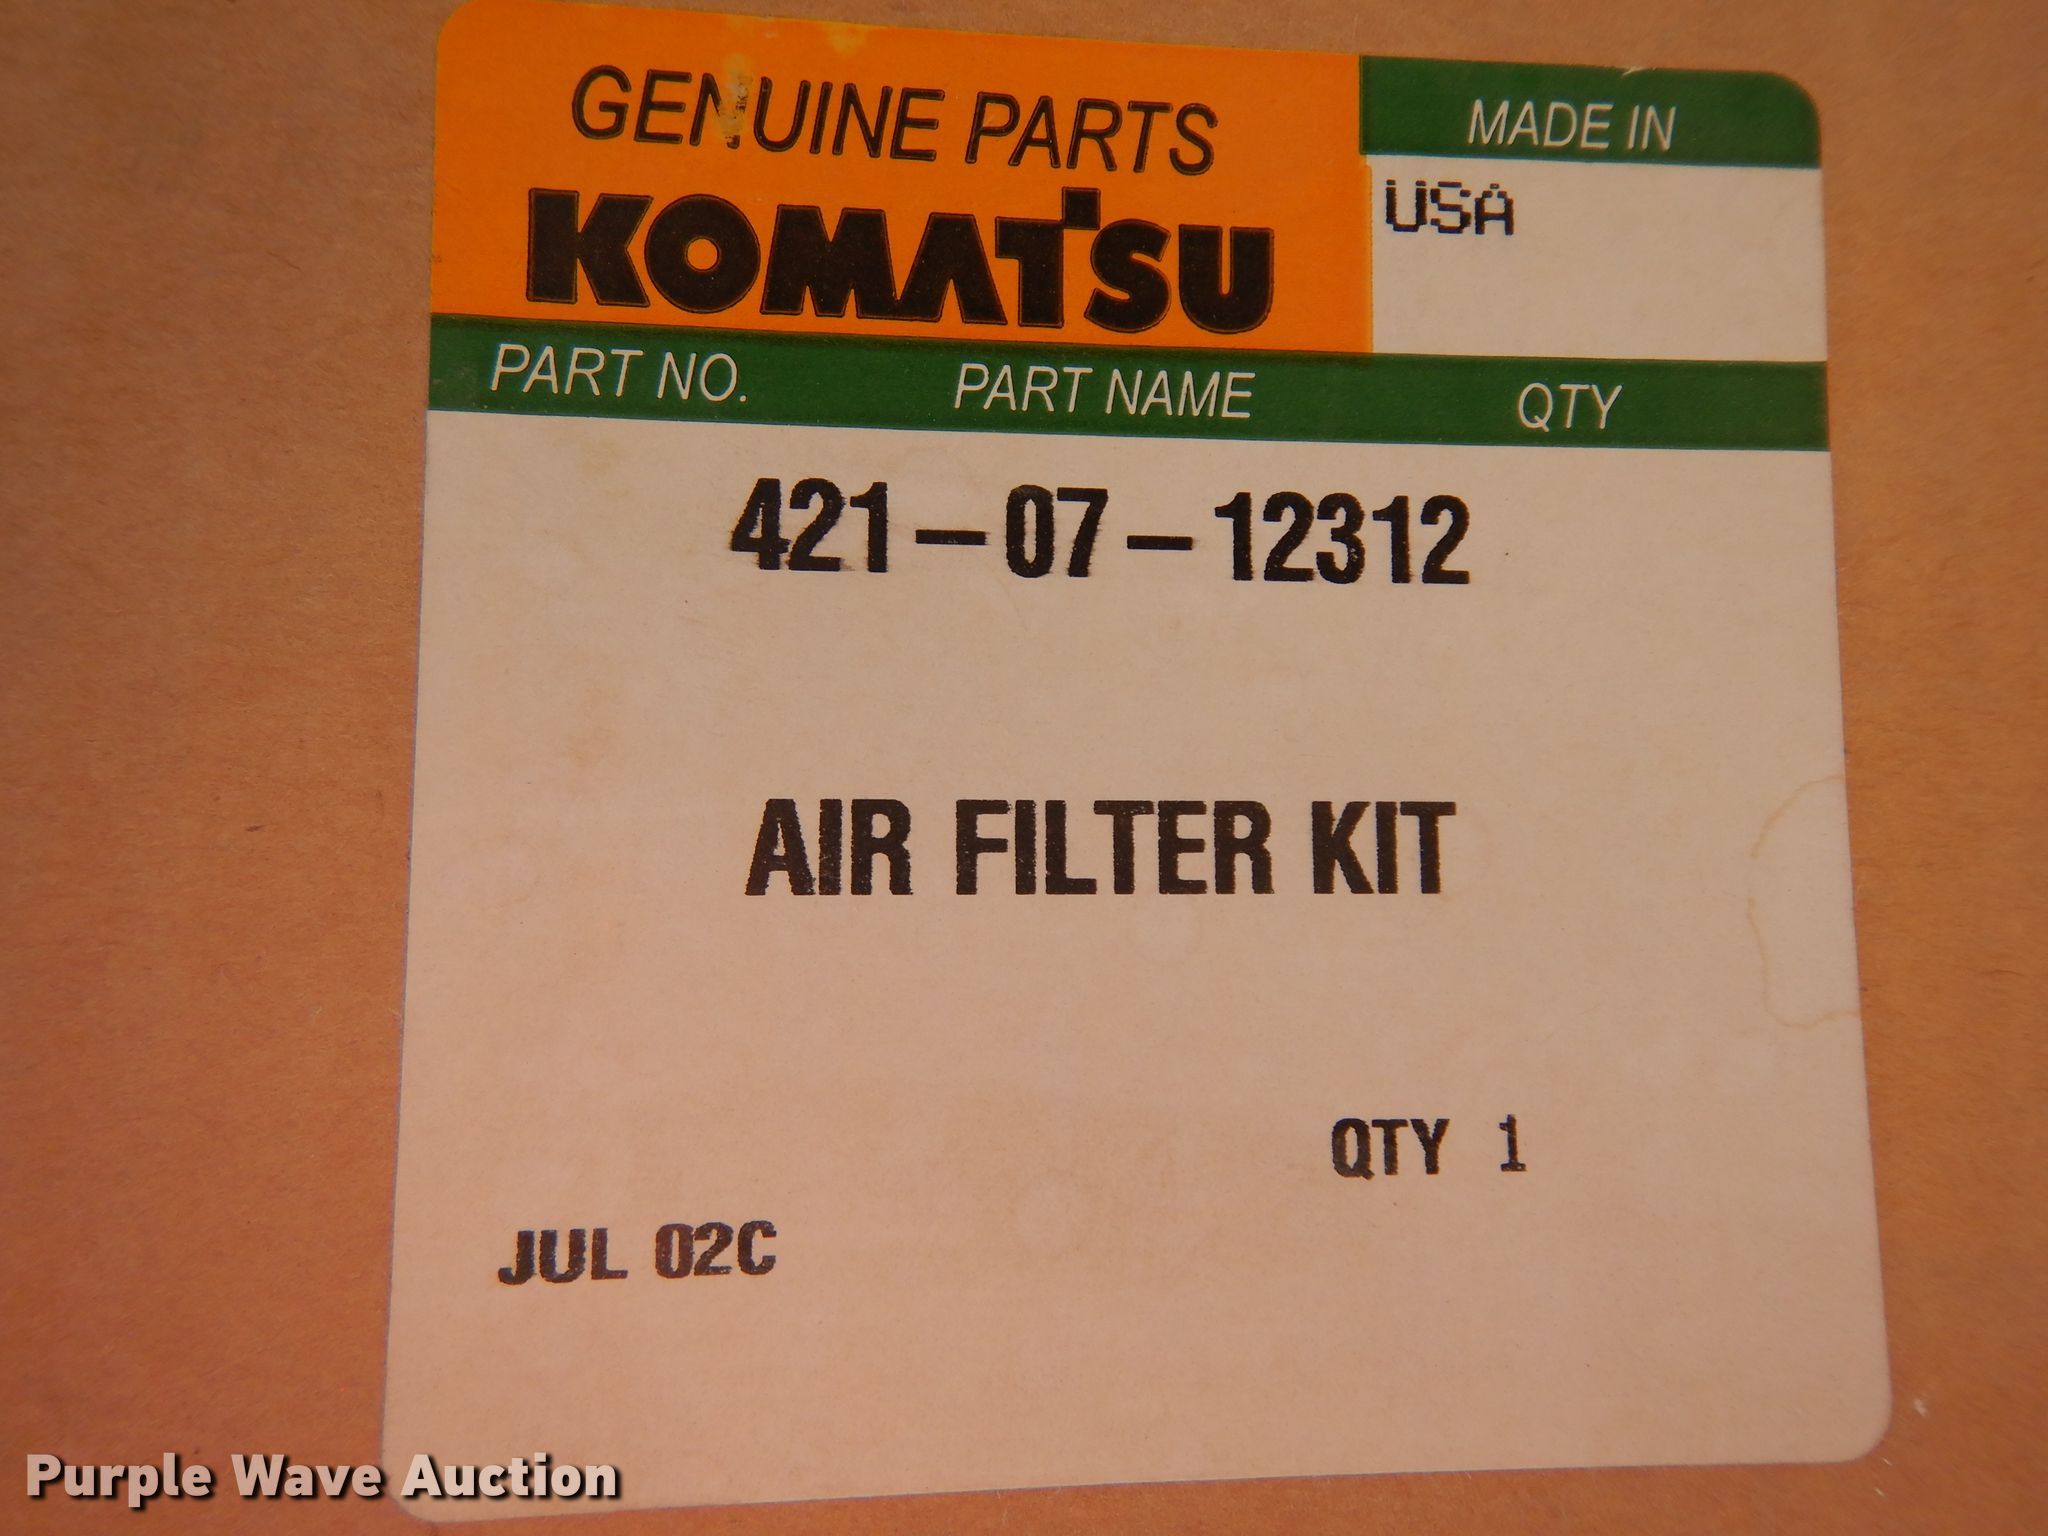 GENUINE PARTS
KOMATSU
MADE IN
USA
PART NO. PART NAME QTY
421-07-12312
AIR FILTER KIT
QTY 1
JUL 02C
Purple Wave Auction